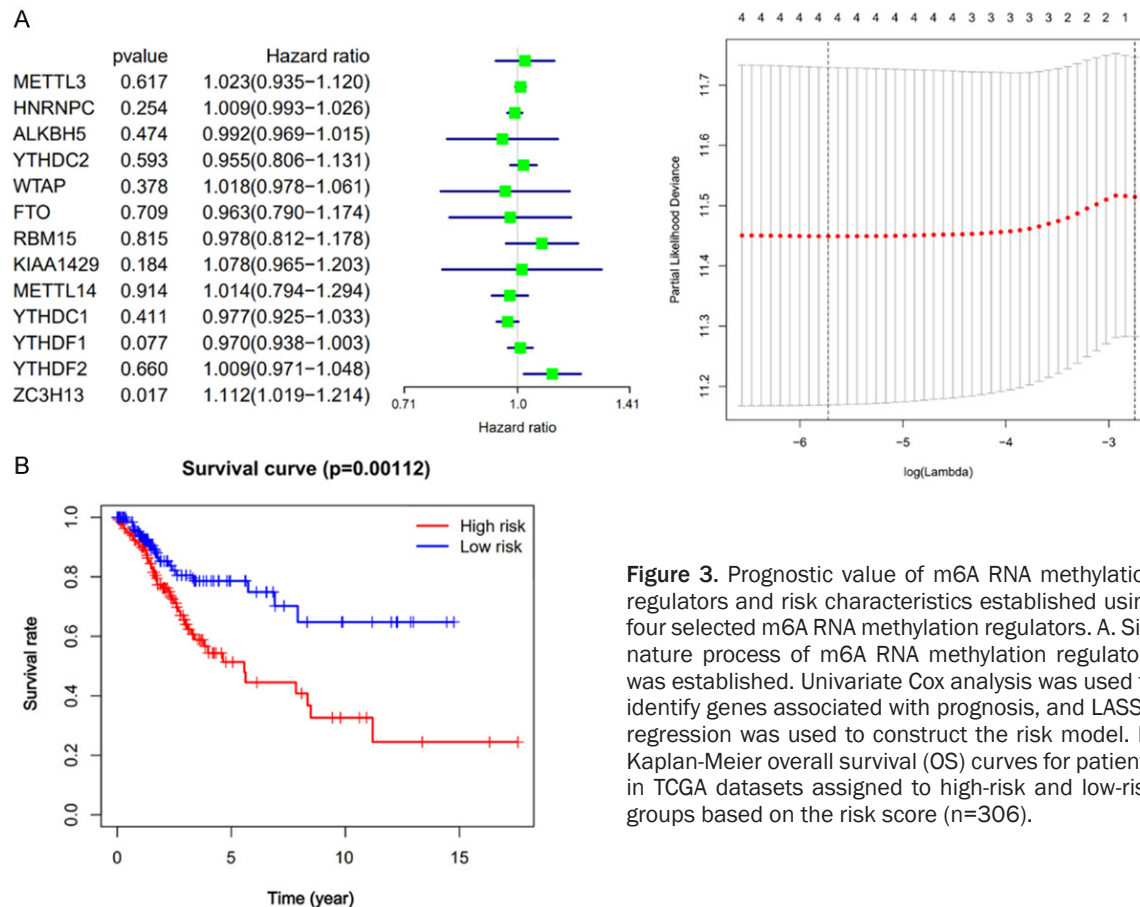 A
pvalue Hazard ratio
METTL3 0.617 1.023(0.935−1.120)
HNRNPC 0.254 1.009(0.993−1.026)
ALKBH5 0.474 0.992(0.969−1.015)
YTHDC2 0.593 0.955(0.806−1.131)
WTAP 0.378 1.018(0.978−1.061)
FTO 0.709 0.963(0.790−1.174)
RBM15 0.815 0.978(0.812−1.178)
KIAA1429 0.184 1.078(0.965−1.203)
METTL14 0.914 1.014(0.794−1.294)
YTHDC1 0.411 0.977(0.925−1.033)
YTHDF1 0.077 0.970(0.938−1.003)
YTHDF2 0.660 1.009(0.971−1.048)
ZC3H13 0.017 1.112(1.019−1.214)
0.71 1.0 1.41
Hazard ratio
4 4 4 4 4 4 4 4 4 3 3 3 2 2 2 1
Partial Likelihood Deviance
11.7
11.6
11.5
11.4
11.3
11.2
−6 −5 −4 −3
log(Lambda)
B
Survival curve (p=0.00112)
High risk
Low risk
Survival rate
1.0
0.8
0.6
0.4
0.2
0.0
0 5 10 15
Time (year)
Figure 3. Prognostic value of m6A RNA methylatio
regulators and risk characteristics established usin
four selected m6A RNA methylation regulators. A. Si
nature process of m6A RNA methylation regulato
was established. Univariate Cox analysis was used
identify genes associated with prognosis, and LASS
regression was used to construct the risk model.
Kaplan-Meier overall survival (OS) curves for patien
in TCGA datasets assigned to high-risk and low-ris
groups based on the risk score (n=306).